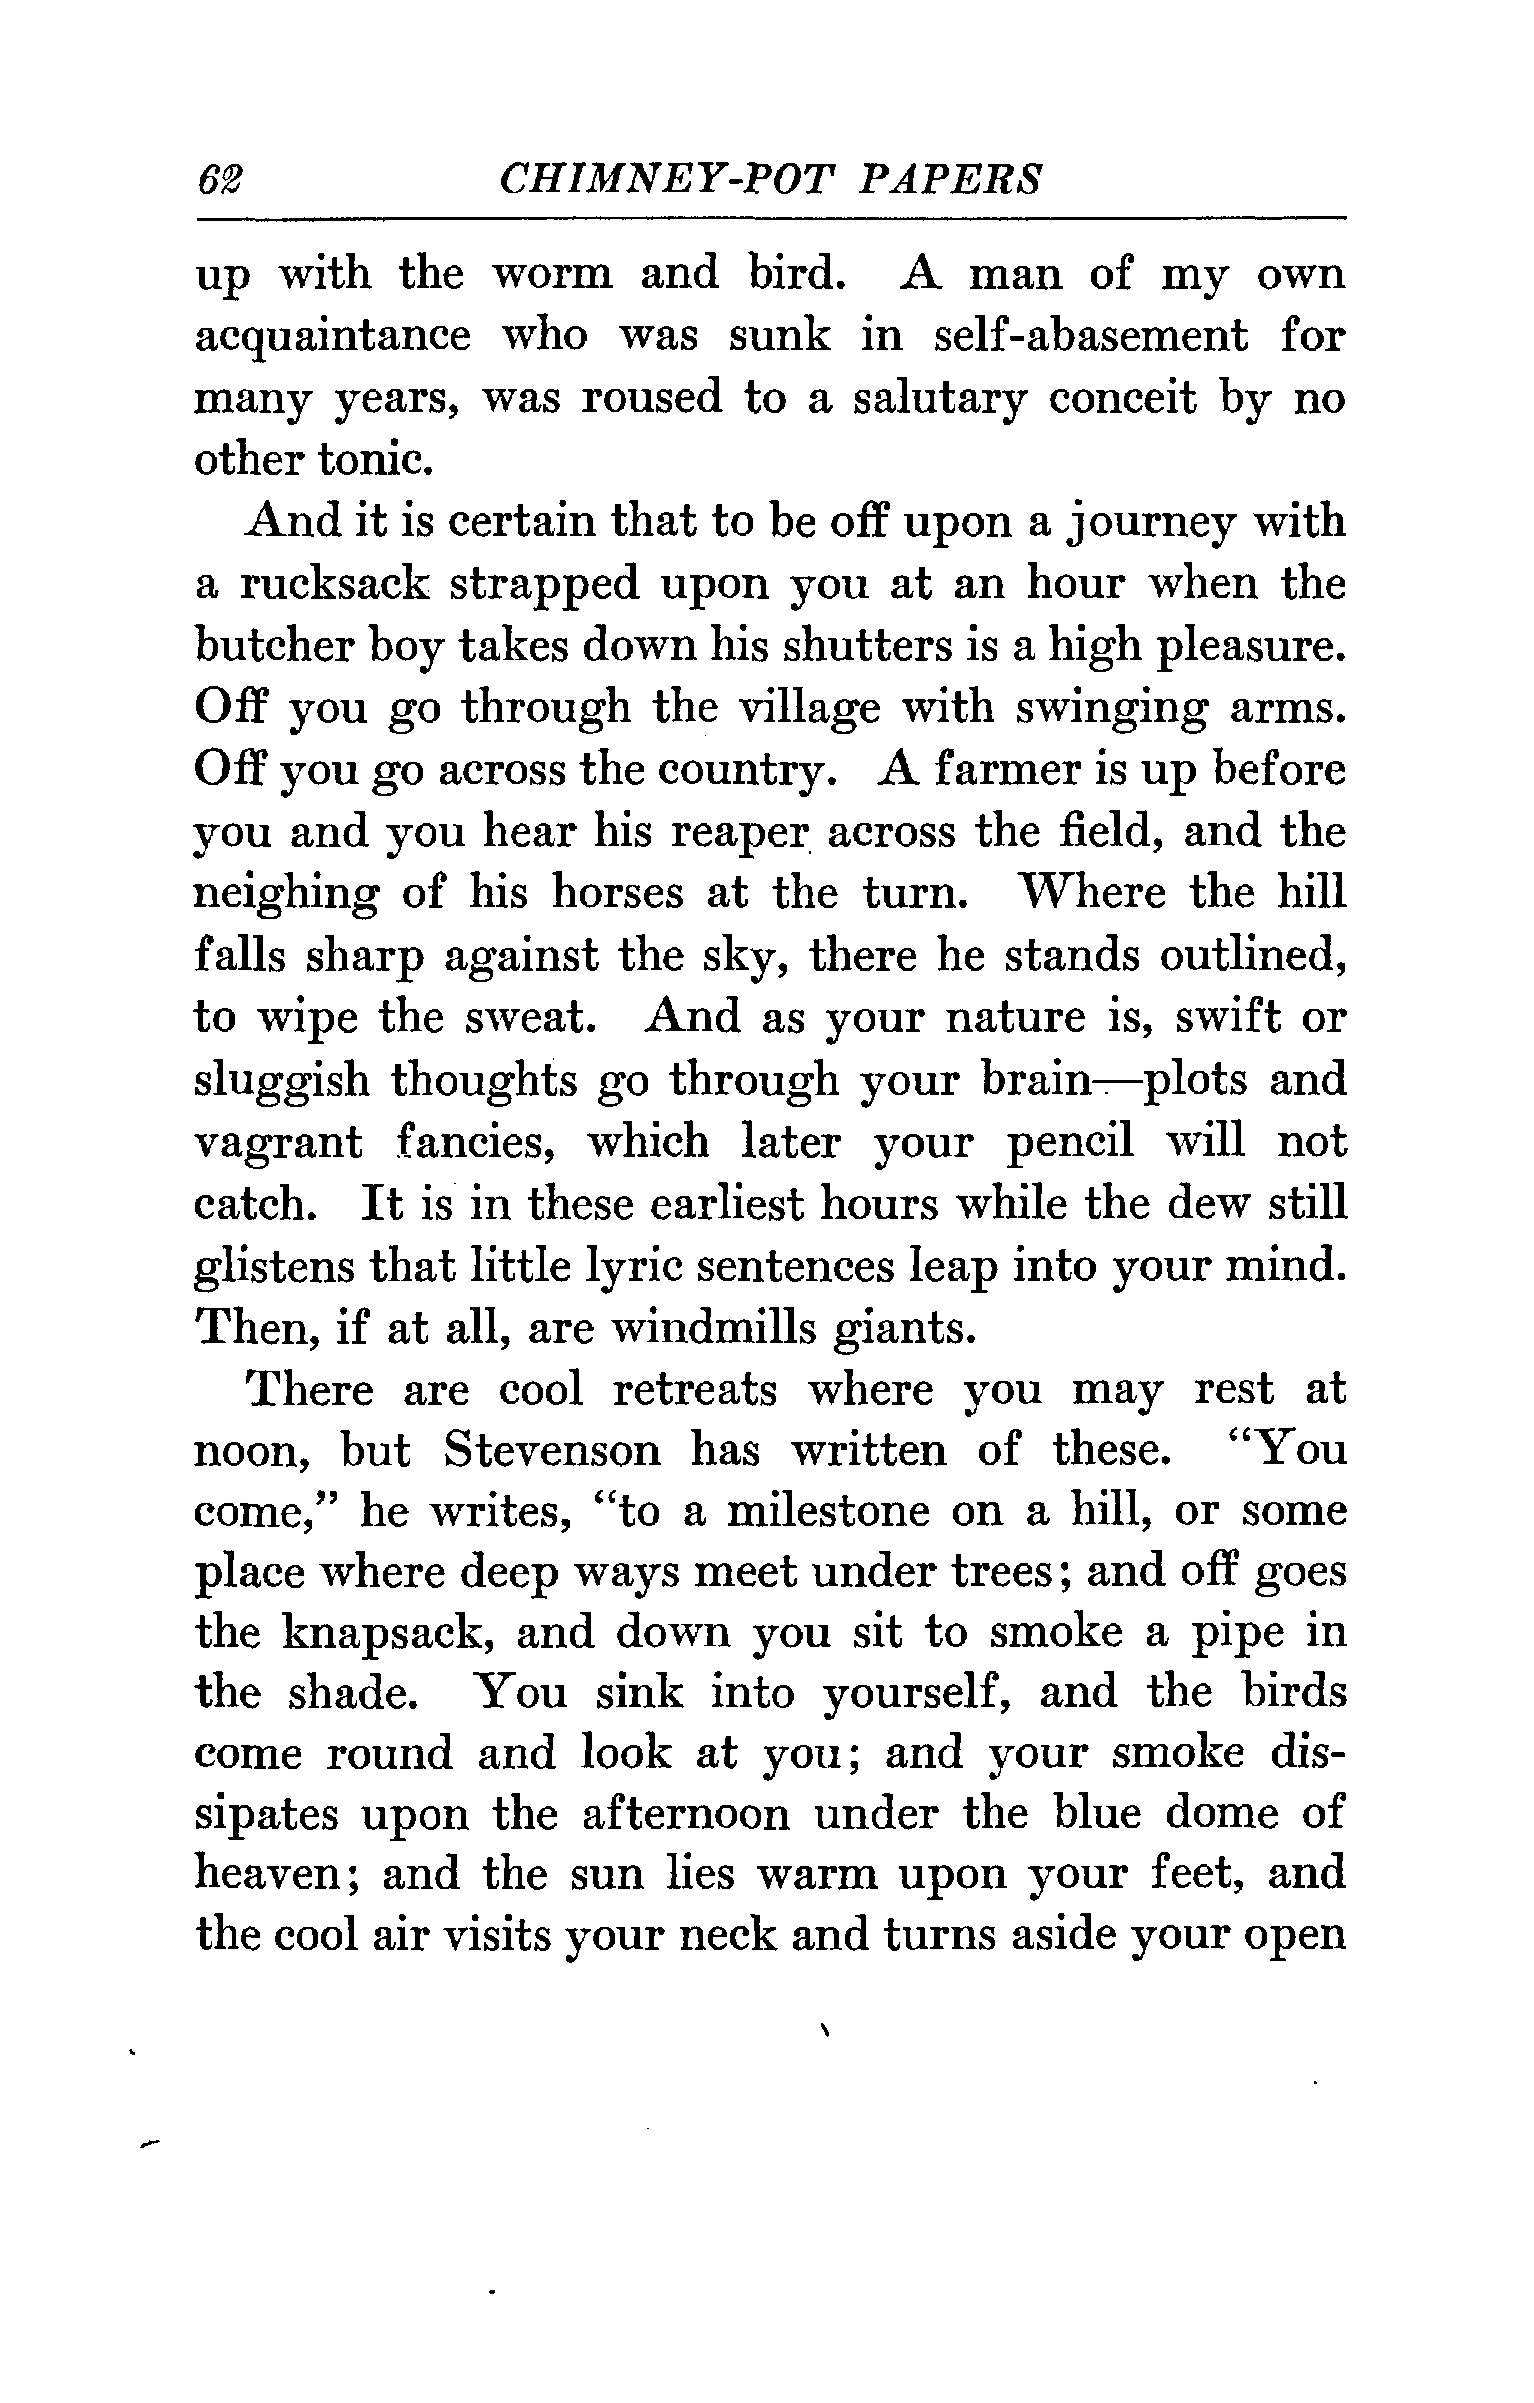 62 CHIMNEY-POT PAPERS
up with the worm and bird. A man of my own
acquaintance who was sunk in self-abasement for
many years, was roused to a salutary conceit by no
other tonic.
And it is certain that to be off upon a journey with
a rucksack strapped upon you at an hour when the
butcher boy takes down his shutters is a high pleasure.
Off you go through the village with swinging arms.
Off you go across the country. A farmer is up before
you and you hear his reaper across the field, and the
neighing of his horses at the turn. Where the hill
falls sharp against the sky, there he stands outlined,
to wipe the sweat. And as your nature is, swift or
sluggish thoughts go through your brain—plots and
vagrant fancies, which later your pencil will not
catch. It is in these earliest hours while the dew still
glistens that little lyric sentences leap into your mind.
Then, if at all, are windmills giants.
There are cool retreats where you may rest at
noon, but Stevenson has written of these. “You
come,” he writes, “to a milestone on a hill, or some
place where deep ways meet under trees; and off goes
the knapsack, and down you sit to smoke a pipe in
the shade. You sink into yourself, and the birds
come round and look at you; and your smoke dis-
sipates upon the afternoon under the blue dome of
heaven; and the sun lies warm upon your feet, and
the cool air visits your neck and turns aside your open